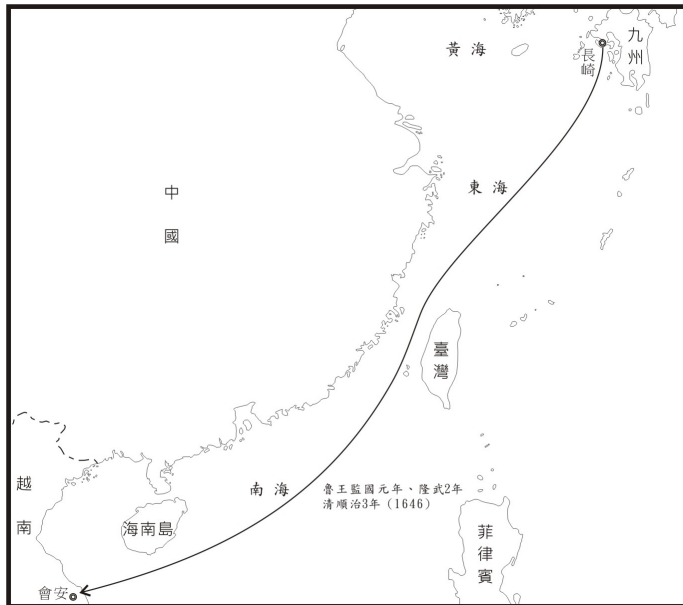 黃海
九州
長崎
東海
中國
臺灣
南海
魯王監國元年、隆武2年
清順治3年 (1646)
越南
海南島
菲律賓
會安